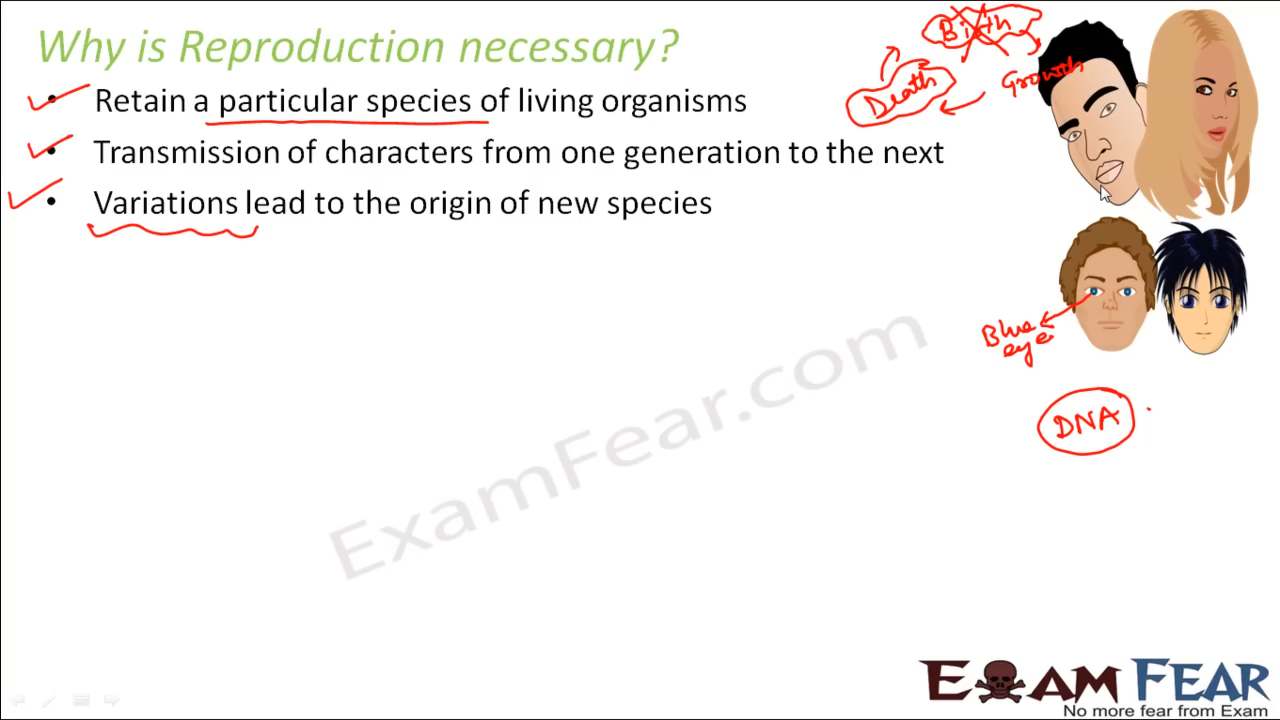 Why is Reproduction necessary?
• Retain a particular species of living organisms
• Transmission of characters from one generation to the next
• Variations lead to the origin of new species
Birth
Growth
Death
Blue
eye
DNA
ExamFear.com
EXAM FEAR
No more fear from Exam